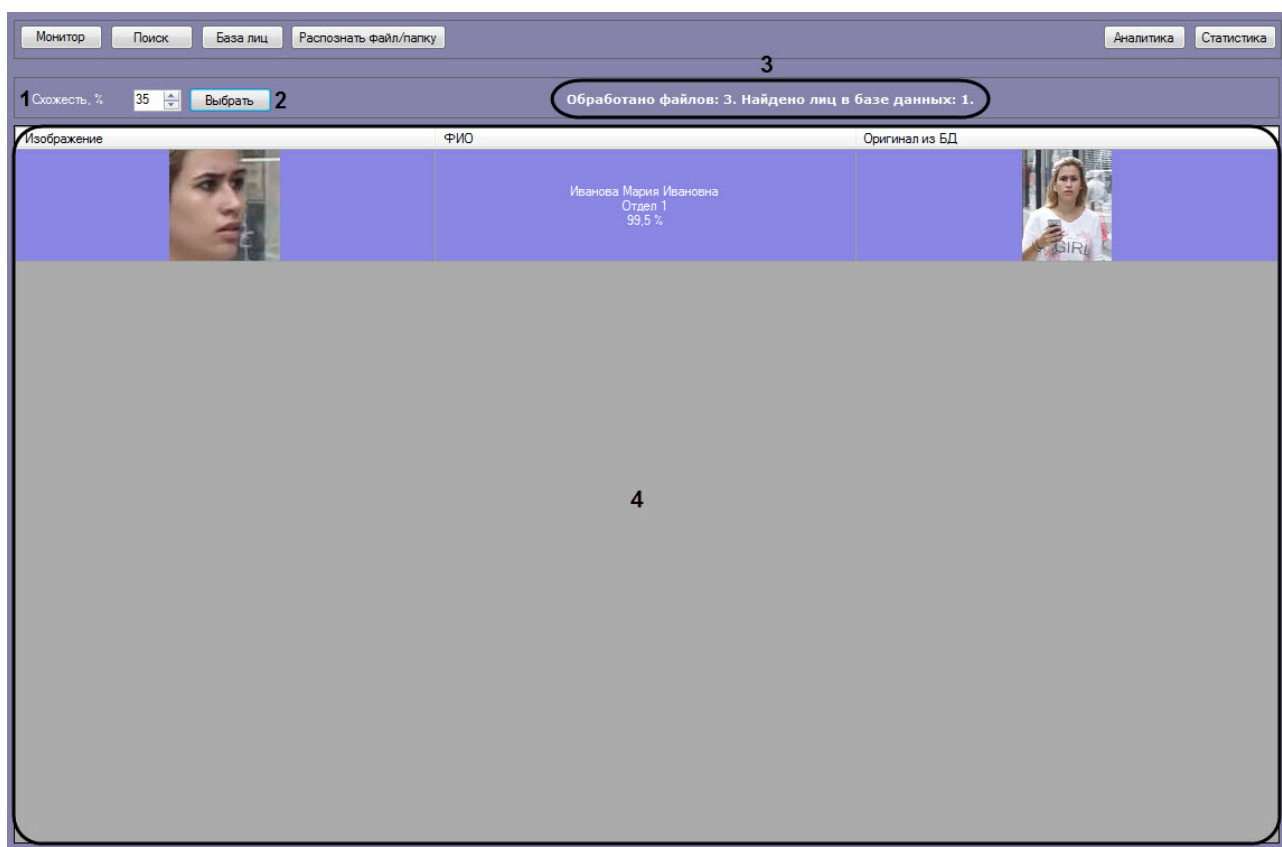 Монитор Поиск База лиц Распознать файл/папку Аналитика Статистика
3
1 Схожесть, % 35 Выбрать 2 Обработано файлов: 3. Найдено лиц в базе данных: 1.
Изображение ФИО Оригинал из БД
Иванова Мария Ивановна
Отдел 1
99,5 %
GIRL
4